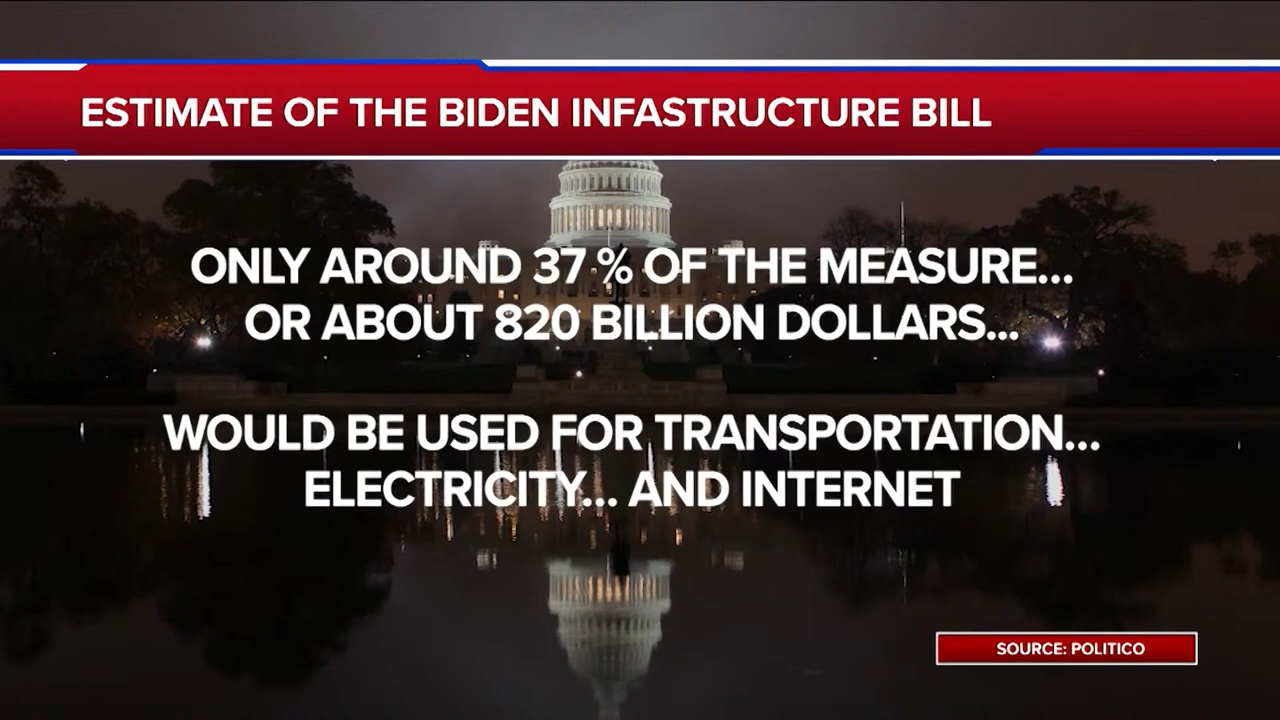 ESTIMATE OF THE BIDEN INFASTRUCTURE BILL
ONLY AROUND 37 % OF THE MEASURE...
OR ABOUT 820 BILLION DOLLARS...
WOULD BE USED FOR TRANSPORTATION...
ELECTRICITY... AND INTERNET
SOURCE: POLITICO